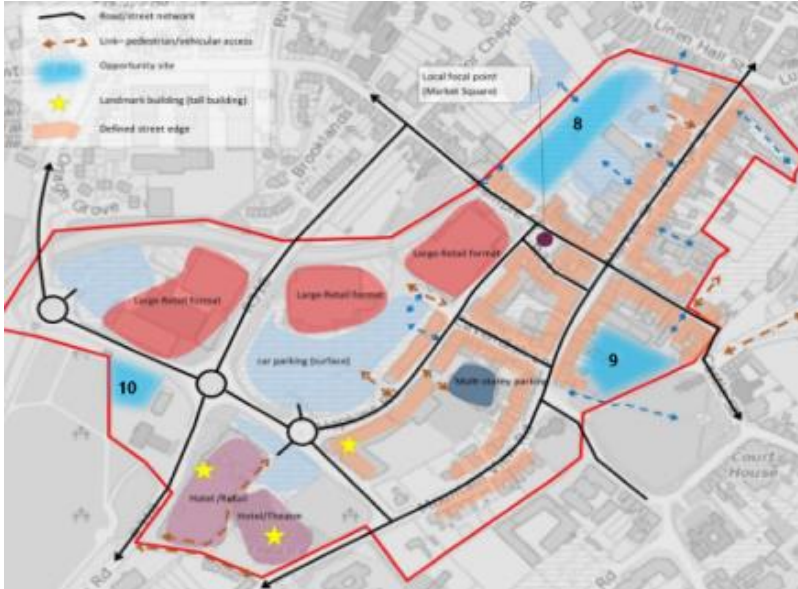 Road/street network
Link- pedestrian/vehicular access
Opportunity site
Landmark building (tall building)
Defined street edge
Local focal point
(Market Square)
Linen Hall St
Chapel St
Brooklands
Grove
8
Large-Retail format
Large-Retail format
Large-Retail format
car parking (surface)
Multi-storey parking
9
10
Hotel /Retail
Hotel/Theatre
Court
House
Rd
Rd